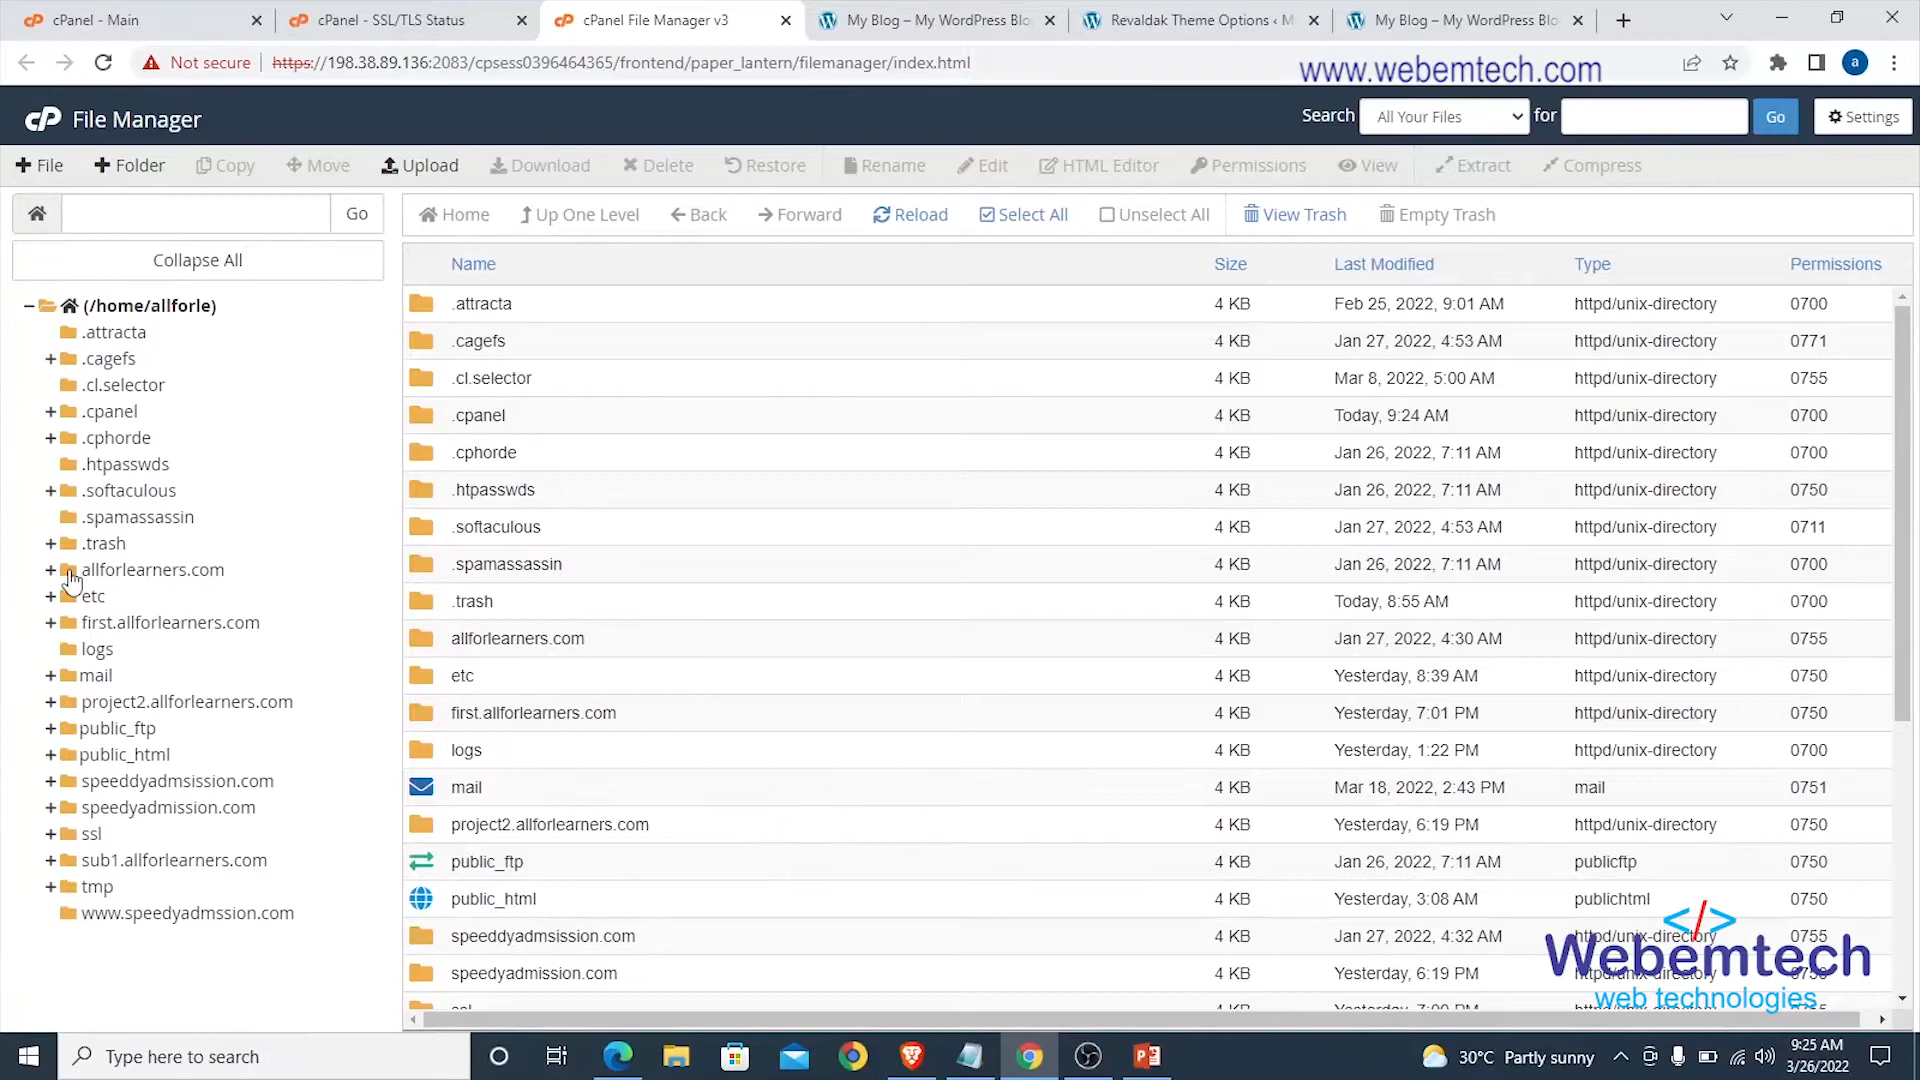 cPanel - Main
cPanel - SSL/TLS Status
cPanel File Manager v3
My Blog – My WordPress Blo
Revaldak Theme Options ‹ M
My Blog – My WordPress Blo
Not secure
https://198.38.89.136:2083/cpsess0396464365/frontend/paper_lantern/filemanager/index.html
www.webemtech.com
a
cP File Manager
Search All Your Files for Go Settings
File Folder Copy Move Upload Download Delete Restore Rename Edit HTML Editor Permissions View Extract Compress
Go
Home Up One Level Back Forward Reload Select All Unselect All View Trash Empty Trash
Collapse All
(/home/allforle)
.attracta
.cagefs
.cl.selector
.cpanel
.cphorde
.htpasswds
.softaculous
.spamassassin
.trash
allforlearners.com
etc
first.allforlearners.com
logs
mail
project2.allforlearners.com
public_ftp
public_html
speeddyadmsission.com
speedyadmission.com
ssl
sub1.allforlearners.com
tmp
www.speedyadmssion.com
Name Size Last Modified Type Permissions
.attracta 4 KB Feb 25, 2022, 9:01 AM httpd/unix-directory 0700
.cagefs 4 KB Jan 27, 2022, 4:53 AM httpd/unix-directory 0771
.cl.selector 4 KB Mar 8, 2022, 5:00 AM httpd/unix-directory 0755
.cpanel 4 KB Today, 9:24 AM httpd/unix-directory 0700
.cphorde 4 KB Jan 26, 2022, 7:11 AM httpd/unix-directory 0700
.htpasswds 4 KB Jan 26, 2022, 7:11 AM httpd/unix-directory 0750
.softaculous 4 KB Jan 27, 2022, 4:53 AM httpd/unix-directory 0711
.spamassassin 4 KB Jan 26, 2022, 7:11 AM httpd/unix-directory 0700
.trash 4 KB Today, 8:55 AM httpd/unix-directory 0700
allforlearners.com 4 KB Jan 27, 2022, 4:30 AM httpd/unix-directory 0755
etc 4 KB Yesterday, 8:39 AM httpd/unix-directory 0750
first.allforlearners.com 4 KB Yesterday, 7:01 PM httpd/unix-directory 0750
logs 4 KB Yesterday, 1:22 PM httpd/unix-directory 0700
mail 4 KB Mar 18, 2022, 2:43 PM mail 0751
project2.allforlearners.com 4 KB Yesterday, 6:19 PM httpd/unix-directory 0750
public_ftp 4 KB Jan 26, 2022, 7:11 AM publicftp 0750
public_html 4 KB Yesterday, 3:08 AM publichtml 0750
speeddyadmsission.com 4 KB Jan 27, 2022, 4:32 AM httpd/unix-directory 0755
speedyadmission.com 4 KB Yesterday, 6:19 PM
</>
Webemtech
web technologies
Type here to search
30°C Partly sunny
9:25 AM
3/26/2022